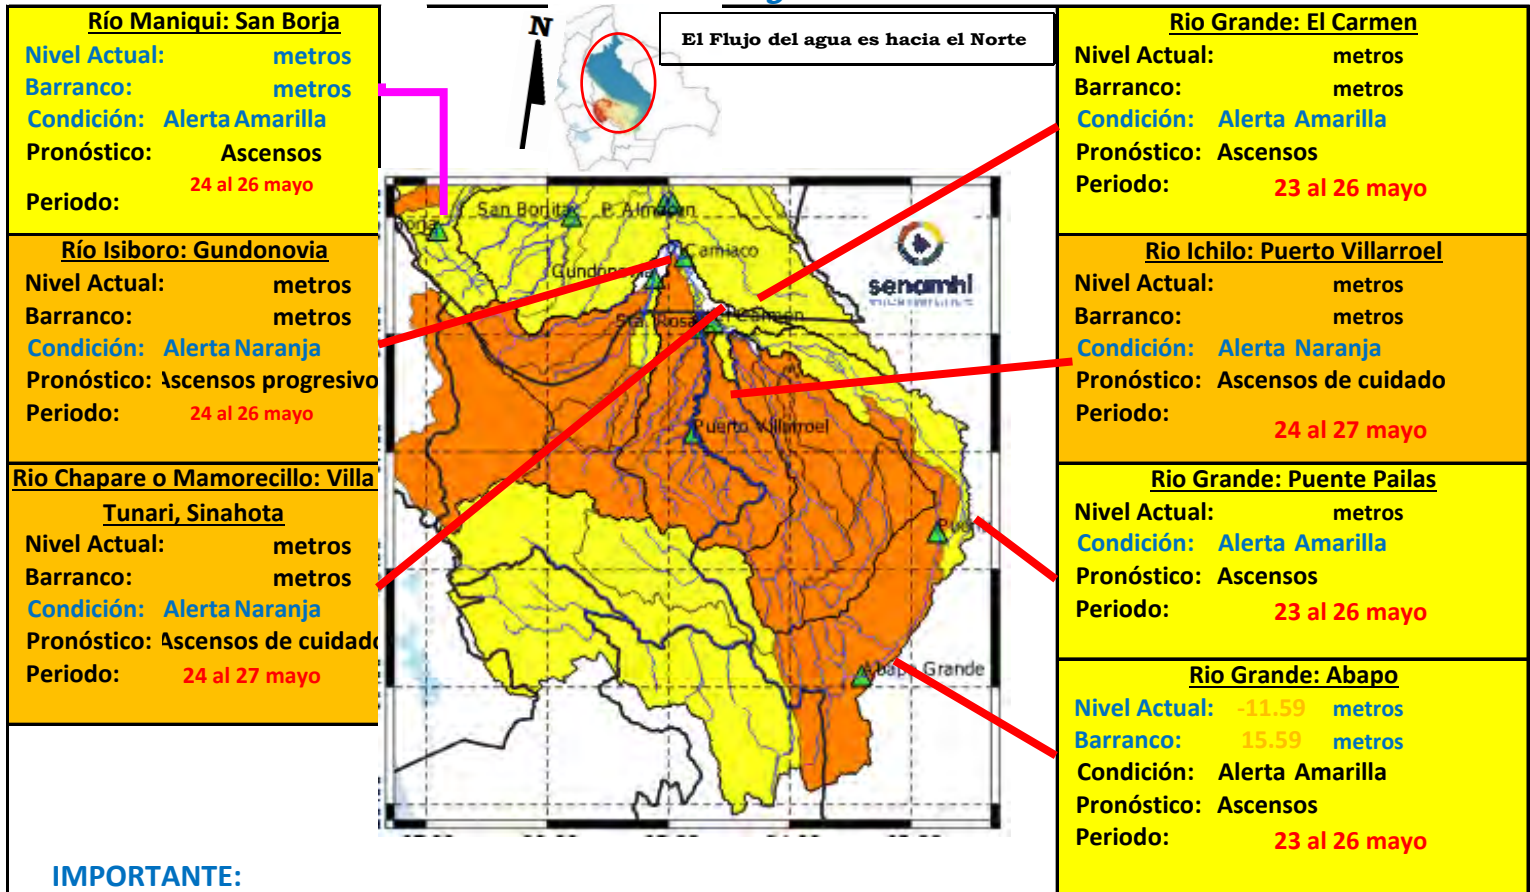 Río Maniqui: San Borja
Nivel Actual: metros
Barranco: metros
Condición: Alerta Amarilla
Pronóstico: Ascensos
24 al 26 mayo
Periodo:
Río Isiboro: Gundonovia
Nivel Actual: metros
Barranco: metros
Condición: Alerta Naranja
Pronóstico: Ascensos progresivo
Periodo: 24 al 26 mayo
Rio Chapare o Mamorecillo: Villa
Tunari, Sinahota
Nivel Actual: metros
Barranco: metros
Condición: Alerta Naranja
Pronóstico: Ascensos de cuidado
Periodo: 24 al 27 mayo
IMPORTANTE:
N
El Flujo del agua es hacia el Norte
San Borjita
P. Almacen
Camiaco
Gundonovia
Sta. Rosa
El Carmen
Puerto Villarroel
Abapo Grande
senamhi
Rio Grande: El Carmen
Nivel Actual: metros
Barranco: metros
Condición: Alerta Amarilla
Pronóstico: Ascensos
Periodo: 23 al 26 mayo
Rio Ichilo: Puerto Villarroel
Nivel Actual: metros
Barranco: metros
Condición: Alerta Naranja
Pronóstico: Ascensos de cuidado
Periodo:
24 al 27 mayo
Rio Grande: Puente Pailas
Nivel Actual: metros
Condición: Alerta Amarilla
Pronóstico: Ascensos
Periodo: 23 al 26 mayo
Rio Grande: Abapo
Nivel Actual: -11.59 metros
Barranco: 15.59 metros
Condición: Alerta Amarilla
Pronóstico: Ascensos
Periodo: 23 al 26 mayo